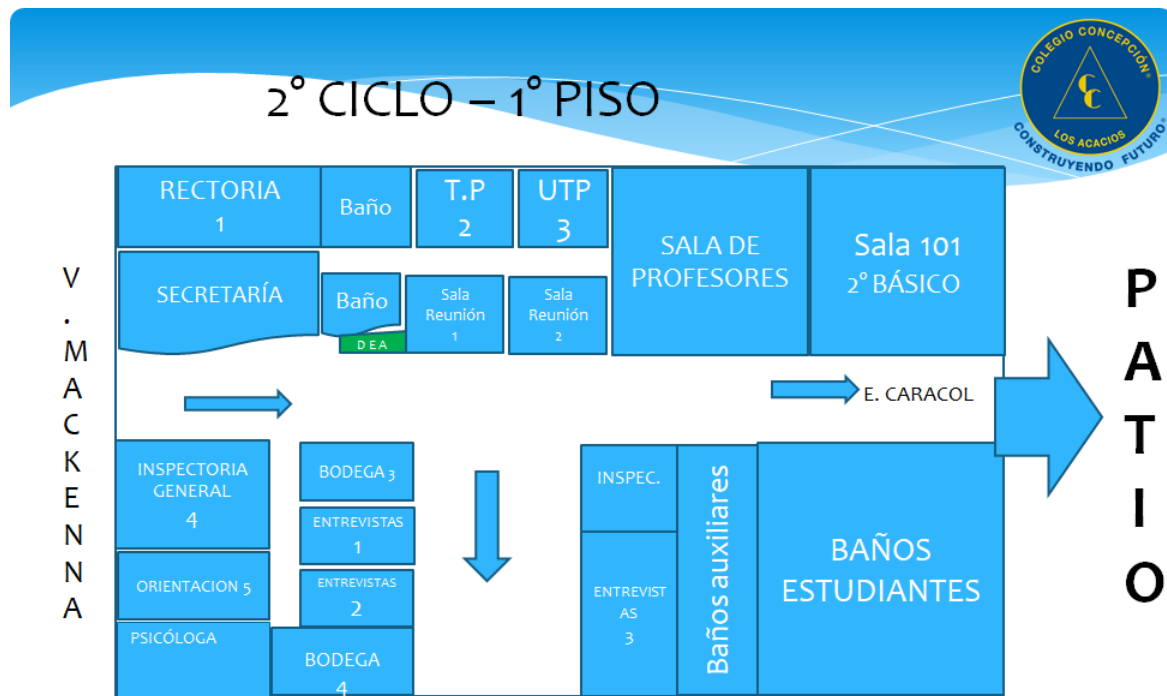 2° CICLO – 1° PISO
COLEGIO CONCEPCIÓN®
CC
LOS ACACIOS
CONSTRUYENDO FUTURO®
RECTORIA
1
Baño
T.P
2
UTP
3
SALA DE
PROFESORES
Sala 101
2° BÁSICO
SECRETARÍA
Baño
DEA
Sala
Reunión
1
Sala
Reunión
2
V.MACKENNA
E. CARACOL
PATIO
INSPECTORIA
GENERAL
4
BODEGA 3
ENTREVISTAS
1
ENTREVISTAS
2
ORIENTACION 5
PSICÓLOGA
BODEGA
4
INSPEC.
ENTREVIST
AS
3
Baños auxiliares
BAÑOS
ESTUDIANTES